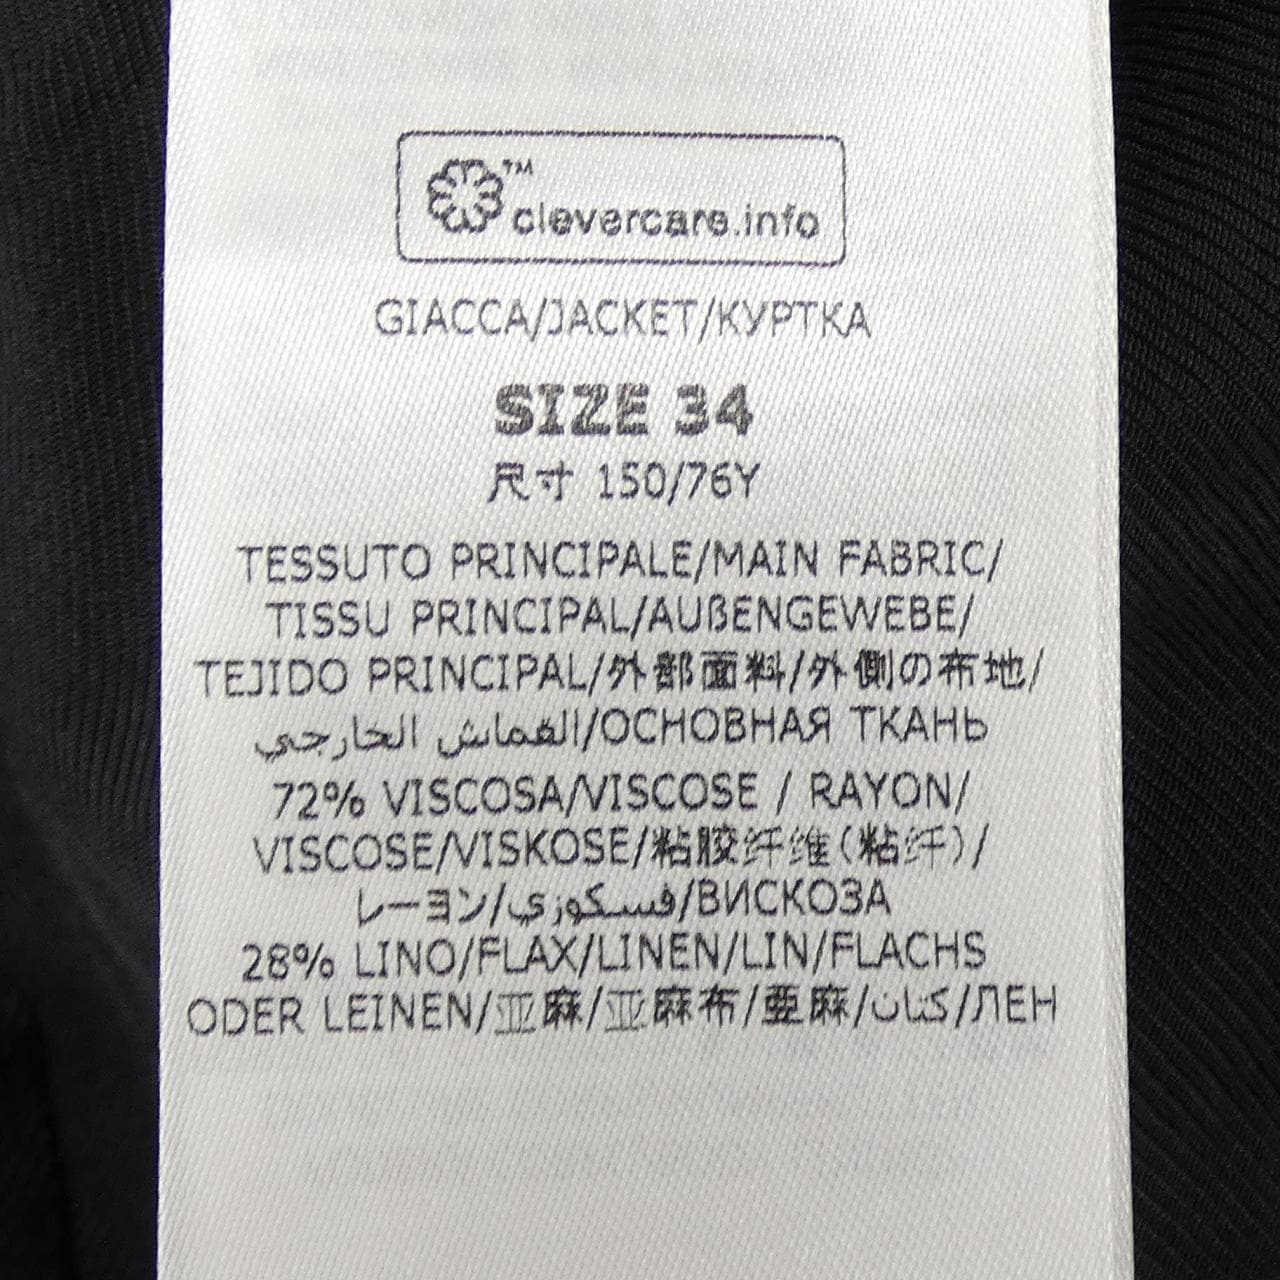 ™
clevercare.info
GIACCA/JACKET/КУРТКА
SIZE 34
尺寸 150/76Y
TESSUTO PRINCIPALE/MAIN FABRIC/
TISSU PRINCIPAL/AUßENGEWEBE/
TEJIDO PRINCIPAL/外部面料/外側の布地/
القماش الخارجي/ОСНОВНАЯ ТКАНЬ
72% VISCOSA/VISCOSE / RAYON/
VISCOSE/VISKOSE/粘胶纤维(粘纤)/
レーヨン/فسكوزي/ВИСКОЗА
28% LINO/FLAX/LINEN/LIN/FLACHS
ODER LEINEN/亚麻/亚麻布/亜麻/كتان/ЛЕН